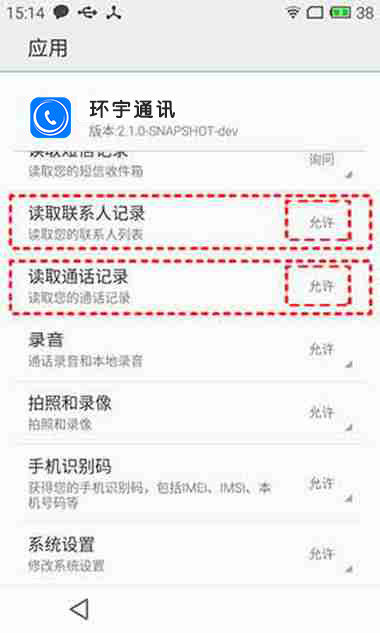 15:14 38
应用
环宇通讯
版本 2.1.0-SNAPSHOT-dev
读取短信记录
询问
读取您的短信收件箱
读取联系人记录
允许
读取您的联系人列表
读取通话记录
允许
读取您的通话记录
录音
允许
通话录音和本地录音
拍照和录像
允许
拍照和录像
手机识别码
允许
获得您的手机识别码，包括IMEI、IMSI、本
机号码等
系统设置
允许
修改系统设置